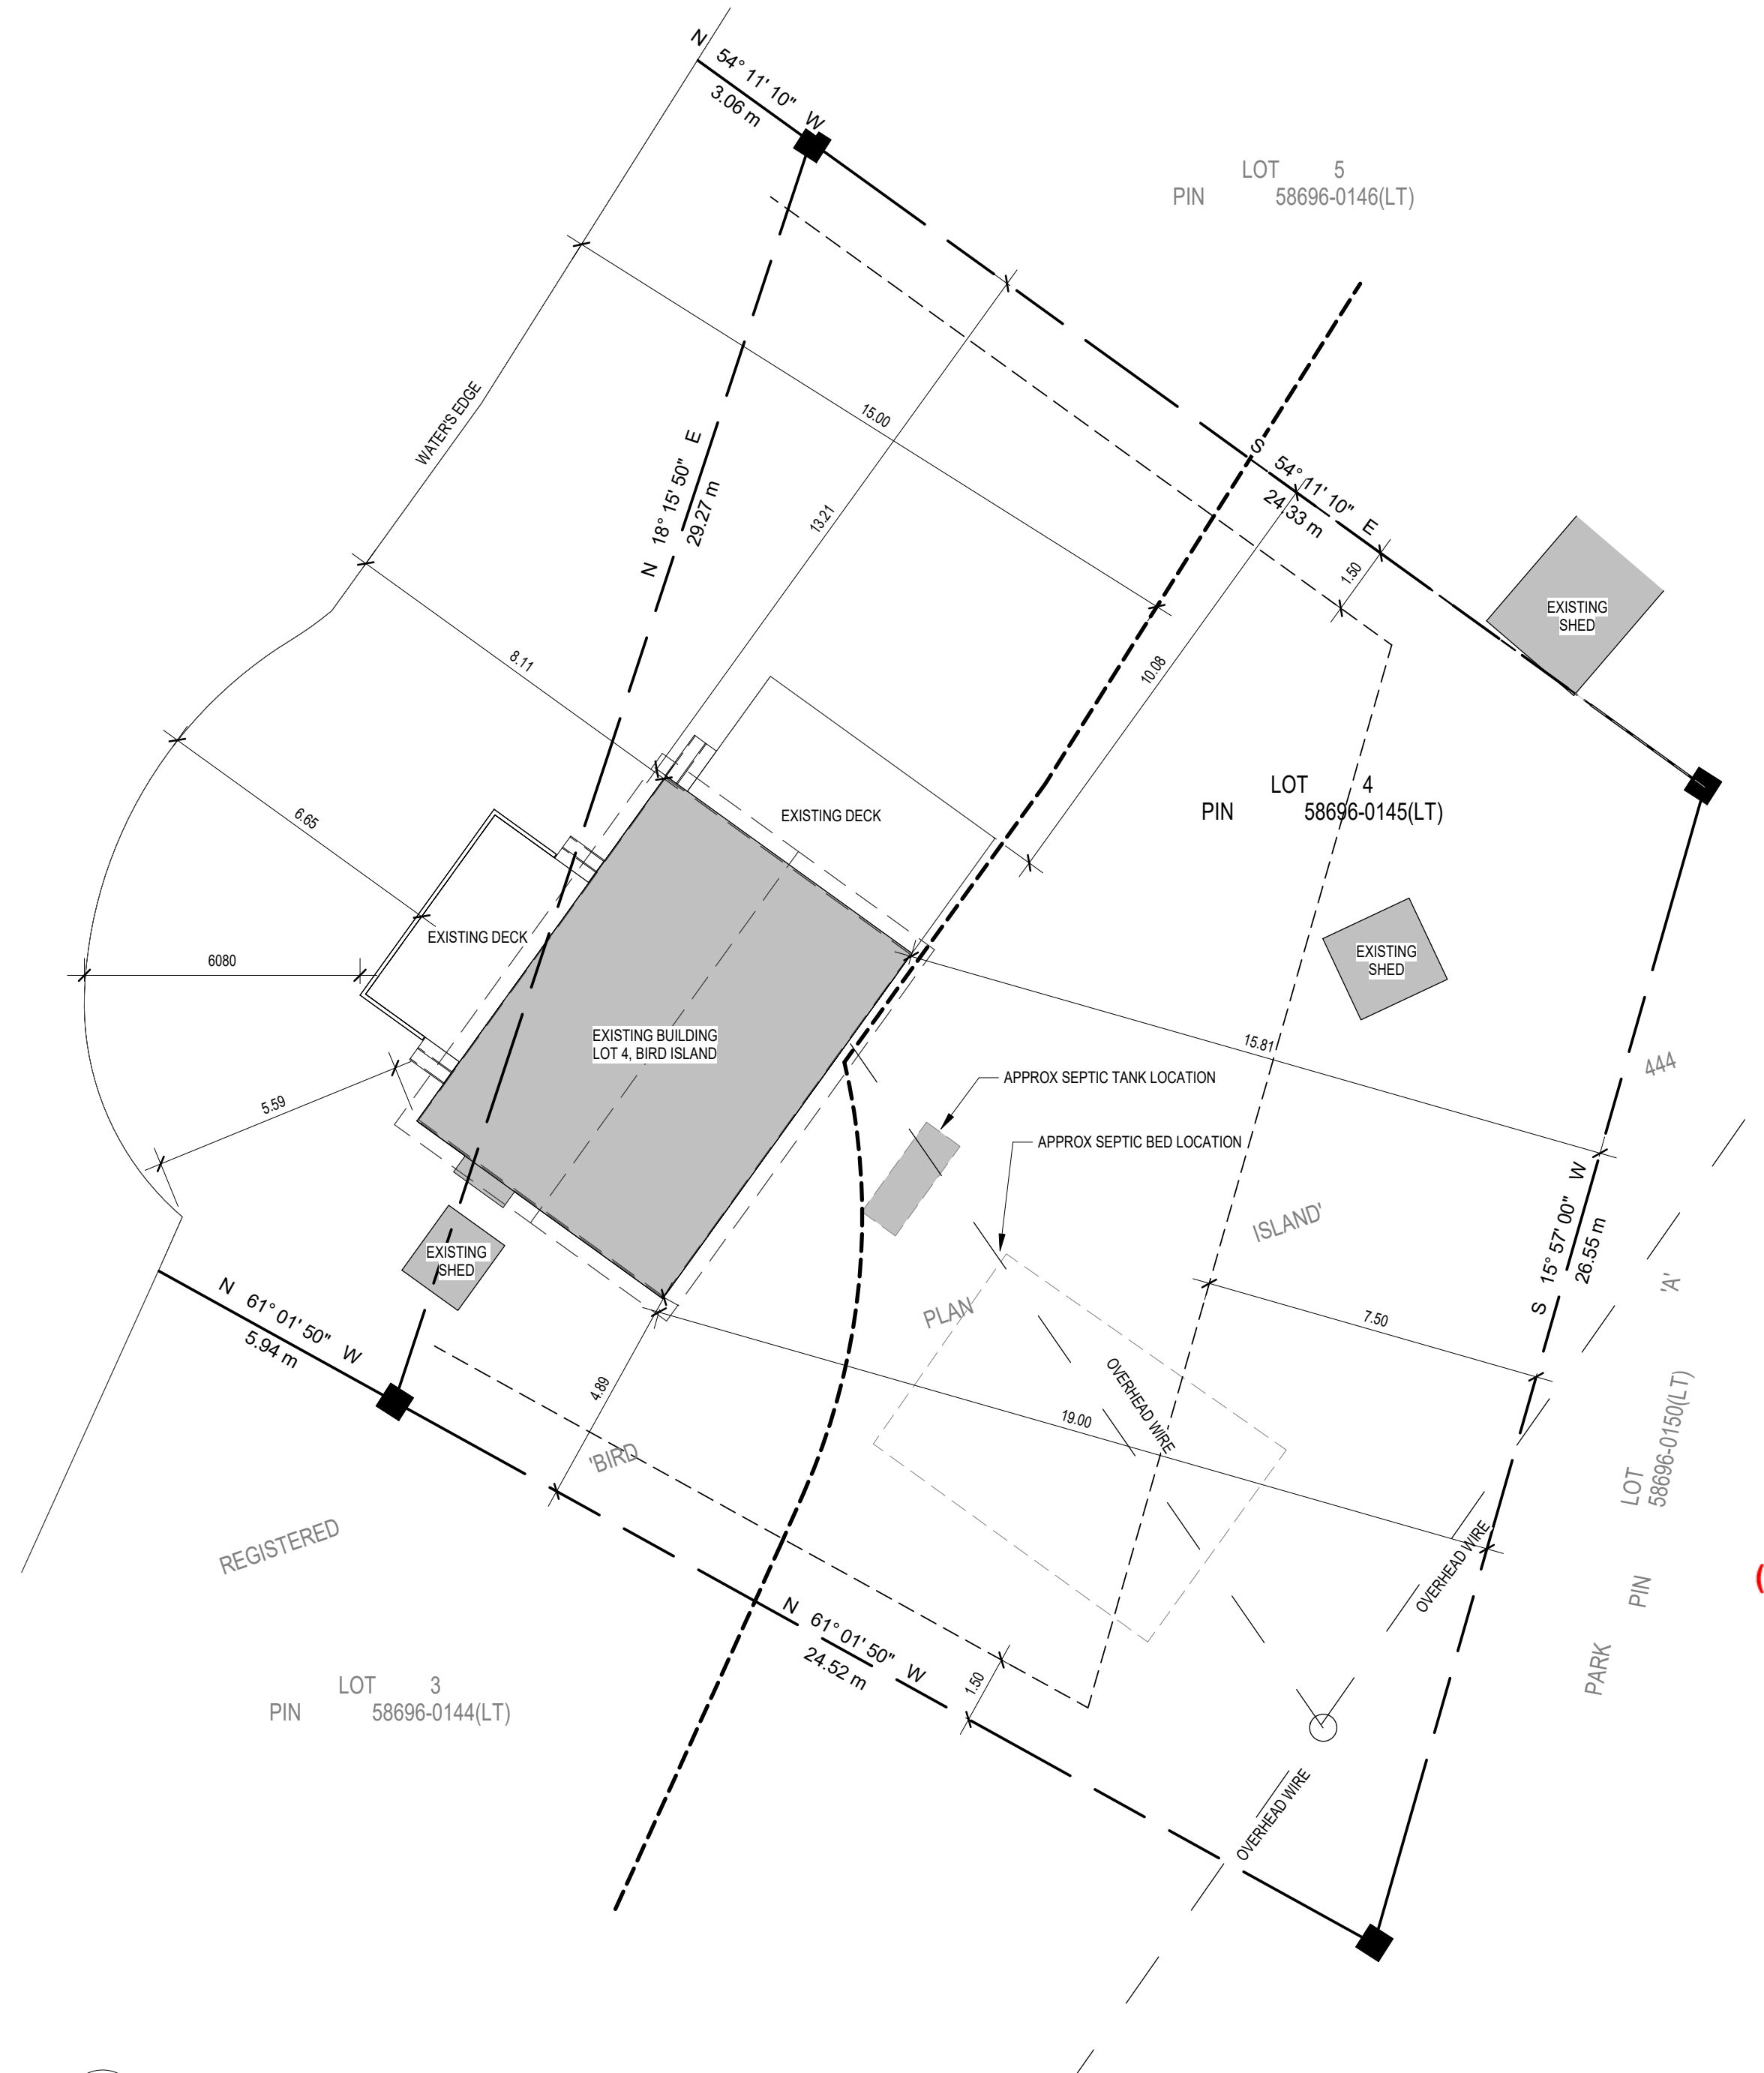 N 54° 11' 10" W
3.06 m
LOT 5
PIN 58696-0146(LT)
WATER'S EDGE
15.00
N 18° 15' 50" E
29.27 m
13.21
S 54° 11' 10" E
24.33 m
1.50
EXISTING
SHED
8.11
10.08
LOT 4
PIN 58696-0145(LT)
6.65
EXISTING DECK
EXISTING DECK
6080
EXISTING
SHED
EXISTING BUILDING
LOT 4, BIRD ISLAND
15.81
444
APPROX SEPTIC TANK LOCATION
5.59
APPROX SEPTIC BED LOCATION
ISLAND'
S 15° 57' 00" W
26.55 m
'A'
EXISTING
SHED
N 61° 01' 50" W
5.94 m
PLAN
7.50
4.89
OVERHEAD WIRE
19.00
'BIRD
REGISTERED
LOT
PIN 58696-0150(LT)
OVERHEAD WIRE
(
N 61° 01' 50" W
24.52 m
1.50
PARK
LOT 3
PIN 58696-0144(LT)
OVERHEAD WIRE